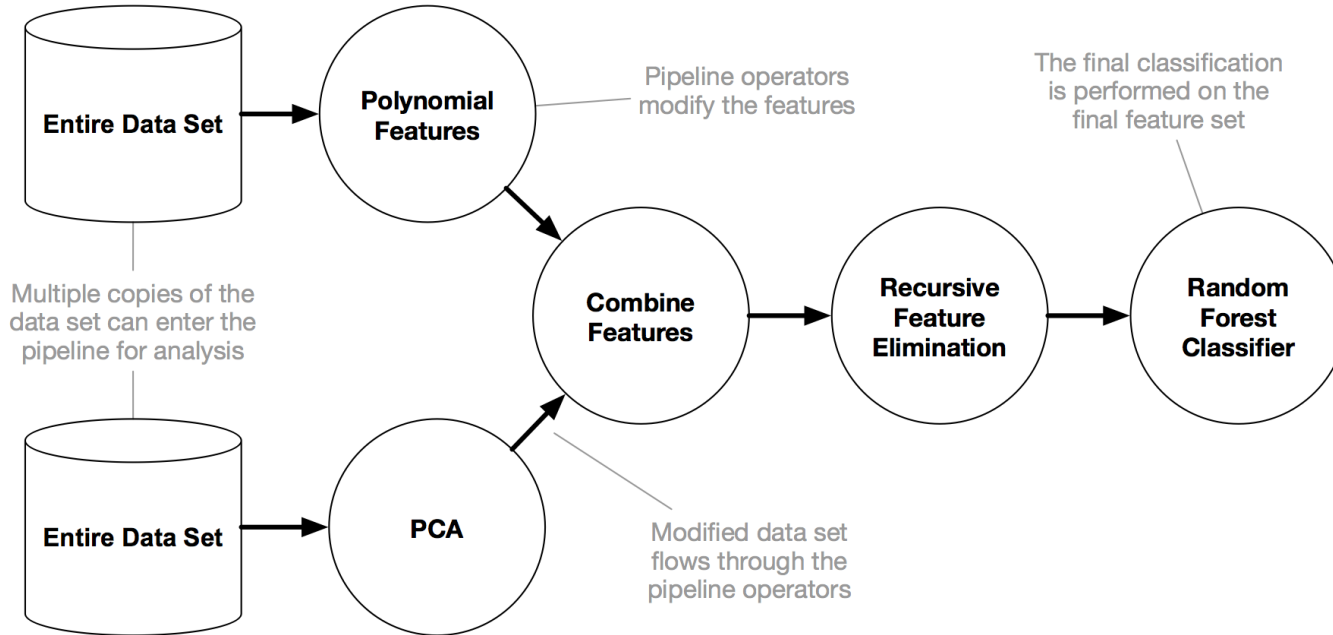 Entire Data Set
Polynomial
Features
Pipeline operators
modify the features
The final classification
is performed on the
final feature set
Multiple copies of the
data set can enter the
pipeline for analysis
Combine
Features
Recursive
Feature
Elimination
Random
Forest
Classifier
Entire Data Set
PCA
Modified data set
flows through the
pipeline operators